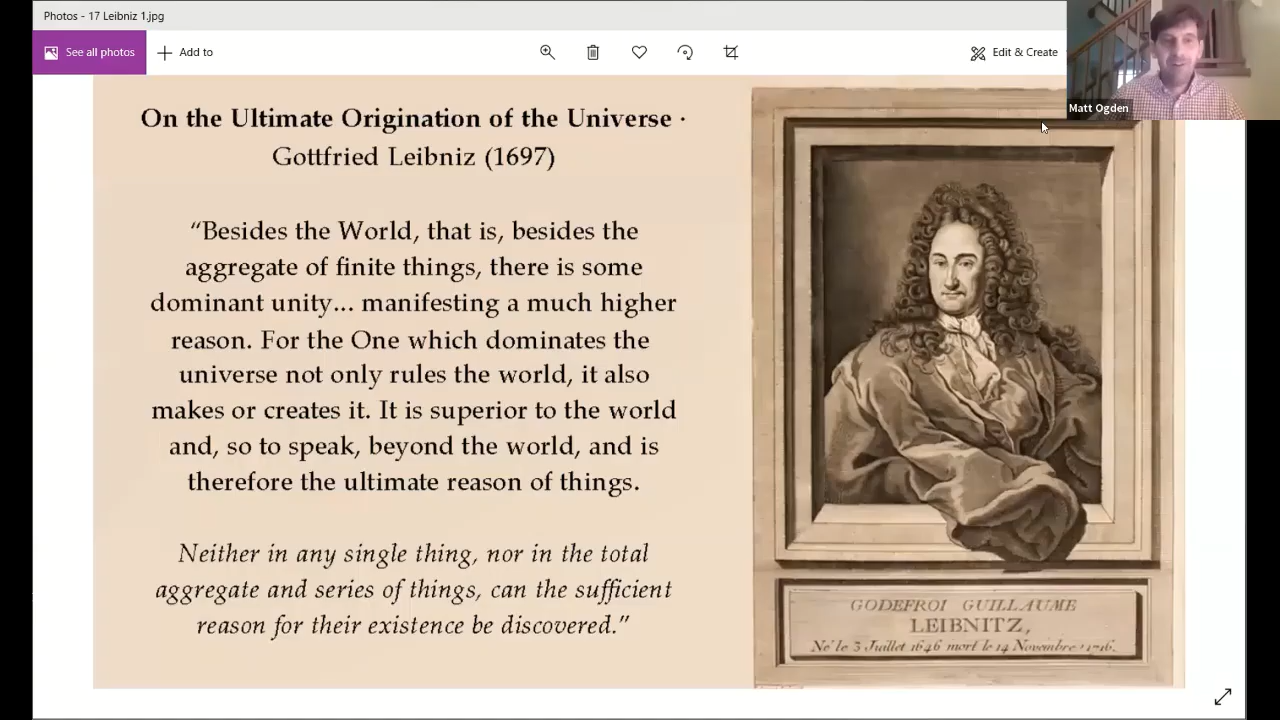 Photos - 17 Leibniz 1.jpg
See all photos
Add to
Edit & Create
Matt Ogden
On the Ultimate Origination of the Universe ·
Gottfried Leibniz (1697)
“Besides the World, that is, besides the
aggregate of finite things, there is some
dominant unity... manifesting a much higher
reason. For the One which dominates the
universe not only rules the world, it also
makes or creates it. It is superior to the world
and, so to speak, beyond the world, and is
therefore the ultimate reason of things.
Neither in any single thing, nor in the total
aggregate and series of things, can the sufficient
reason for their existence be discovered.”
GODEFROI GUILLAUME
LEIBNITZ,
Né le 3 Juillet 1646 mort le 14 Novembre 1716.